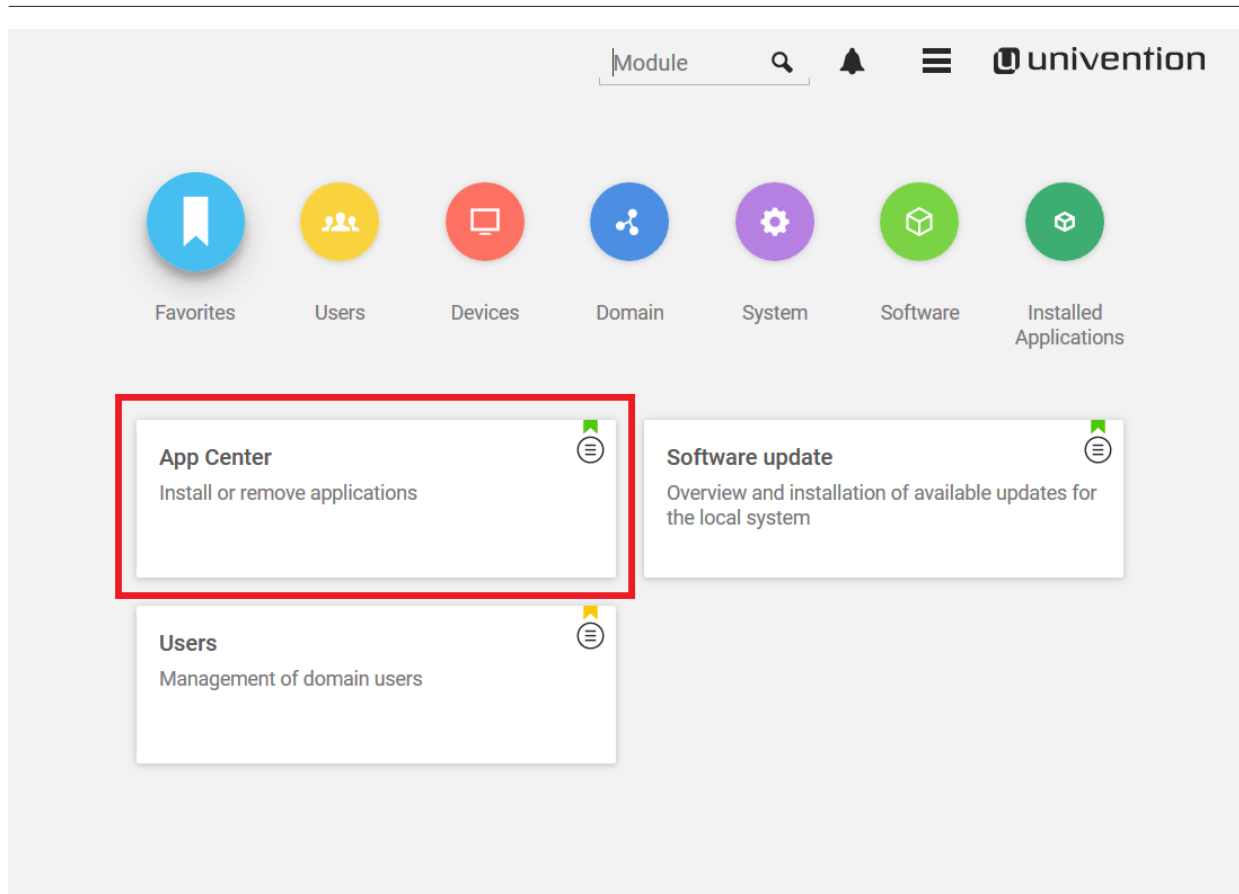 Module
univention
Favorites
Users
Devices
Domain
System
Software
Installed
Applications
App Center
Install or remove applications
Software update
Overview and installation of available updates for
the local system
Users
Management of domain users